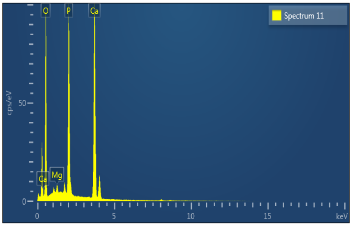 O P Ca
Spectrum 11
cps/eV
50
Ca Mg
0
0 5 10 15 keV